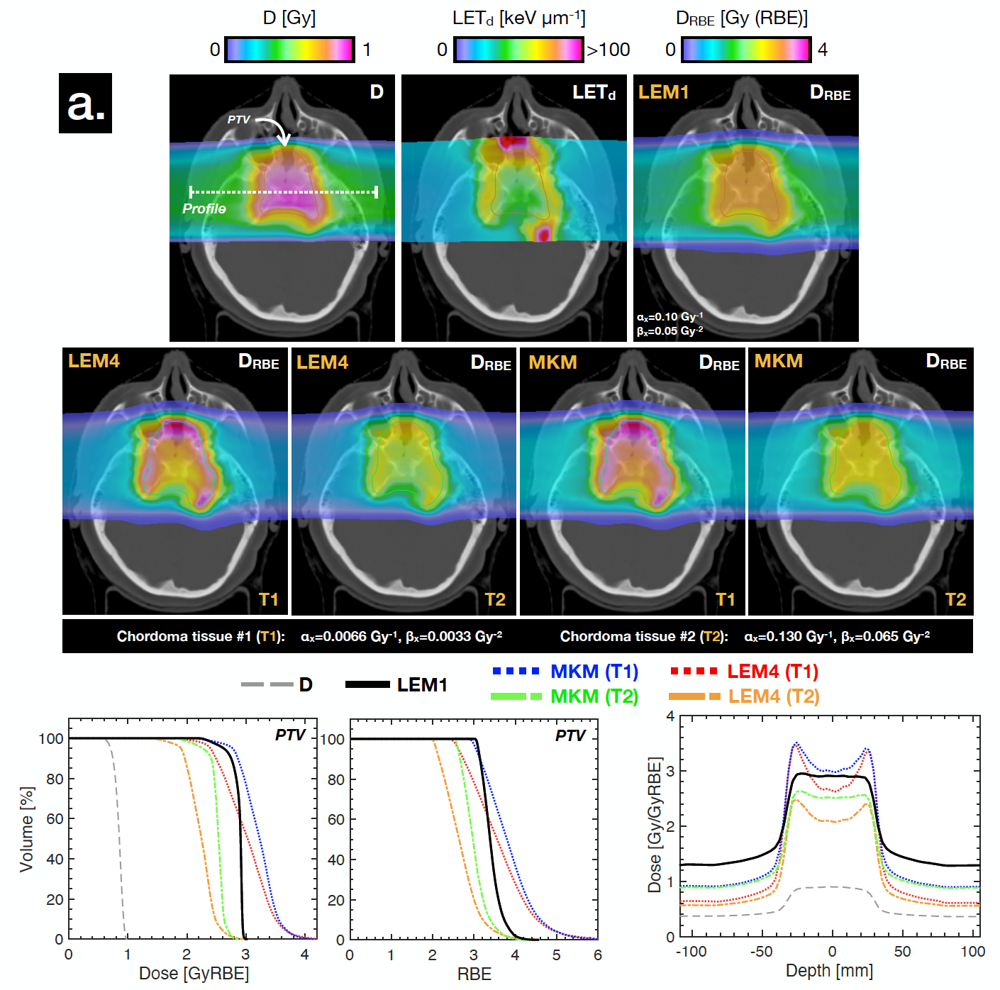 D [Gy]
0 1
LETd [keV µm-1]
0 >100
DRBE [Gy (RBE)]
0 4
a.
D
PTV
Profile
LETd
LEM1 DRBE
αx=0.10 Gy-1
βx=0.05 Gy-2
LEM4 DRBE
T1
LEM4 DRBE
T2
MKM DRBE
T1
MKM DRBE
T2
Chordoma tissue #1 (T1): αx=0.0066 Gy-1, βx=0.0033 Gy-2
Chordoma tissue #2 (T2): αx=0.130 Gy-1, βx=0.065 Gy-2
D LEM1
MKM (T1) LEM4 (T1)
MKM (T2) LEM4 (T2)
PTV
Volume [%]
100
80
60
40
20
0
0 1 2 3 4
Dose [GyRBE]
PTV
100
80
60
40
20
0
0 1 2 3 4 5 6
RBE
Dose [Gy/GyRBE]
4
3
2
1
0
-100 -50 0 50 100
Depth [mm]